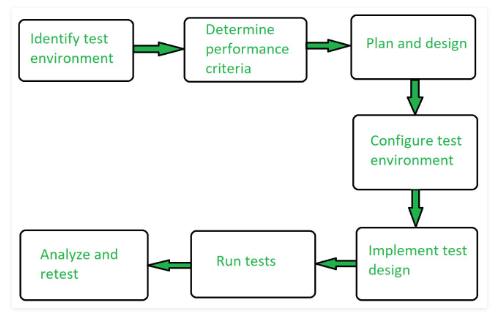 Identify test
environment
Determine
performance
criteria
Plan and design
Configure test
environment
Implement test
design
Run tests
Analyze and
retest